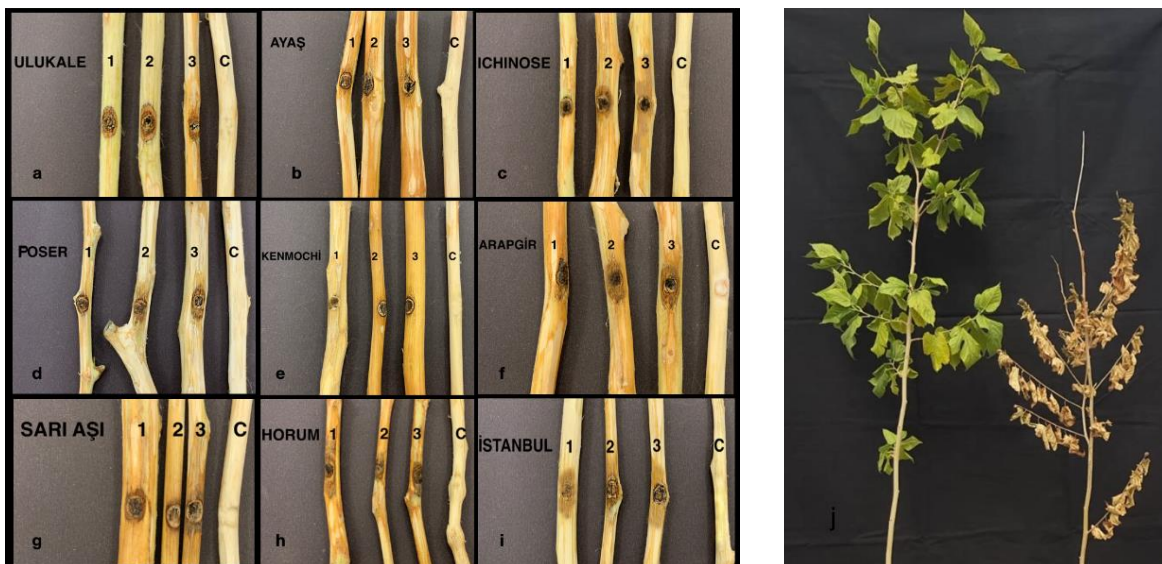 ULUKALE 1 2 3 C
a
AYAŞ 1 2 3 C
b
ICHINOSE 1 2 3 C
c
POSER 1 2 3 C
d
KENMOCHİ 1 2 3 C
e
ARAPGİR 1 2 3 C
f
SARI AŞI 1 2 3 C
g
HORUM 1 2 3 C
h
İSTANBUL 1 2 3 C
i
j